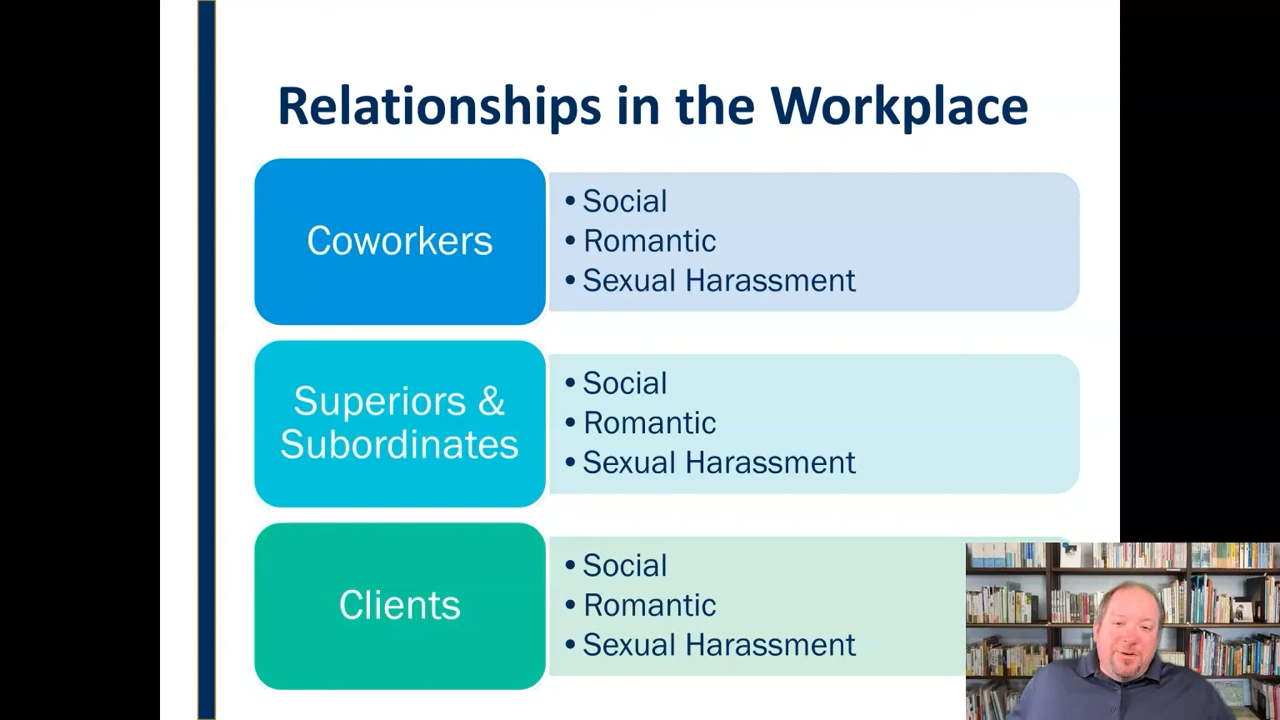 Relationships in the Workplace
Coworkers
• Social
• Romantic
• Sexual Harassment
Superiors &
Subordinates
• Social
• Romantic
• Sexual Harassment
Clients
• Social
• Romantic
• Sexual Harassment